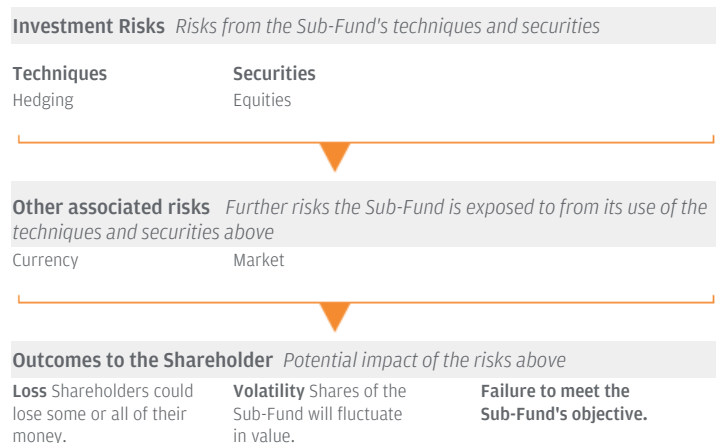 Investment Risks Risks from the Sub-Fund's techniques and securities
Techniques Securities
Hedging Equities
Other associated risks Further risks the Sub-Fund is exposed to from its use of the
techniques and securities above
Currency Market
Outcomes to the Shareholder Potential impact of the risks above
Loss Shareholders could
lose some or all of their
money.
Volatility Shares of the
Sub-Fund will fluctuate
in value.
Failure to meet the
Sub-Fund's objective.